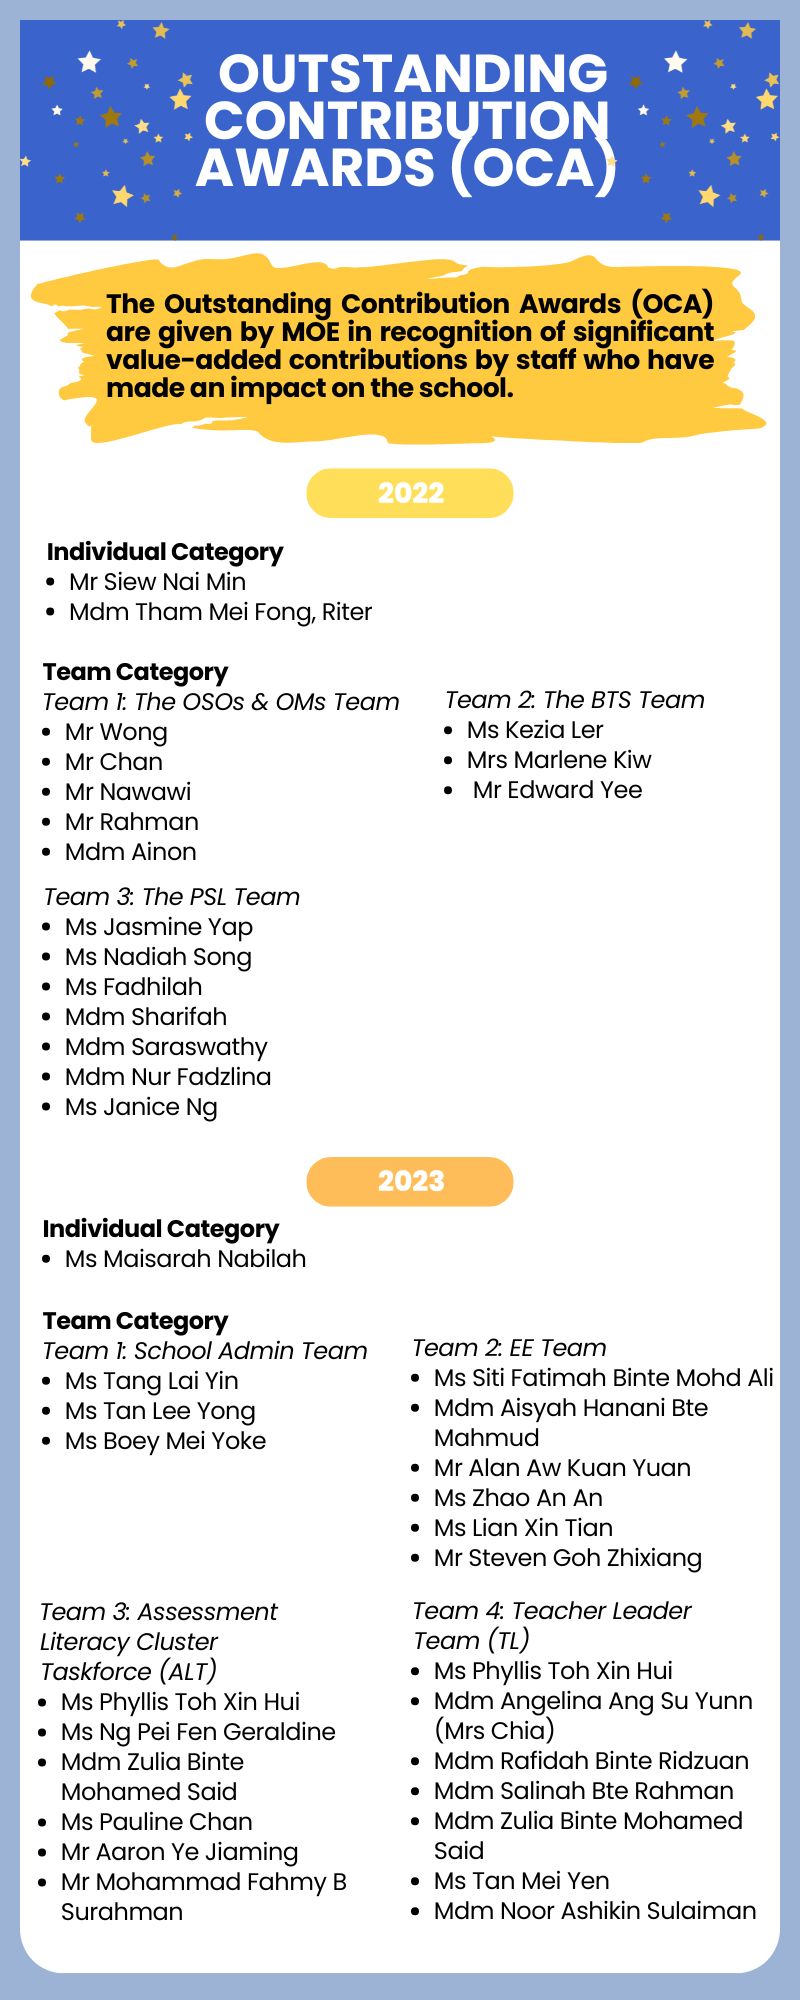 OUTSTANDING
CONTRIBUTION
AWARDS (OCA)
The Outstanding Contribution Awards (OCA)
are given by MOE in recognition of significant
value-added contributions by staff who have
made an impact on the school.
2022
Individual Category
• Mr Siew Nai Min
• Mdm Tham Mei Fong, Riter
Team Category
Team 1: The OSOs & OMs Team
• Mr Wong
• Mr Chan
• Mr Nawawi
• Mr Rahman
• Mdm Ainon
Team 2: The BTS Team
• Ms Kezia Ler
• Mrs Marlene Kiw
• Mr Edward Yee
Team 3: The PSL Team
• Ms Jasmine Yap
• Ms Nadiah Song
• Ms Fadhilah
• Mdm Sharifah
• Mdm Saraswathy
• Mdm Nur Fadzlina
• Ms Janice Ng
2023
Individual Category
• Ms Maisarah Nabilah
Team Category
Team 1: School Admin Team
• Ms Tang Lai Yin
• Ms Tan Lee Yong
• Ms Boey Mei Yoke
Team 2: EE Team
• Ms Siti Fatimah Binte Mohd Ali
• Mdm Aisyah Hanani Bte
Mahmud
• Mr Alan Aw Kuan Yuan
• Ms Zhao An An
• Ms Lian Xin Tian
• Mr Steven Goh Zhixiang
Team 3: Assessment
Literacy Cluster
Taskforce (ALT)
• Ms Phyllis Toh Xin Hui
• Ms Ng Pei Fen Geraldine
• Mdm Zulia Binte
Mohamed Said
• Ms Pauline Chan
• Mr Aaron Ye Jiaming
• Mr Mohammad Fahmy B
Surahman
Team 4: Teacher Leader
Team (TL)
• Ms Phyllis Toh Xin Hui
• Mdm Angelina Ang Su Yunn
(Mrs Chia)
• Mdm Rafidah Binte Ridzuan
• Mdm Salinah Bte Rahman
• Mdm Zulia Binte Mohamed
Said
• Ms Tan Mei Yen
• Mdm Noor Ashikin Sulaiman